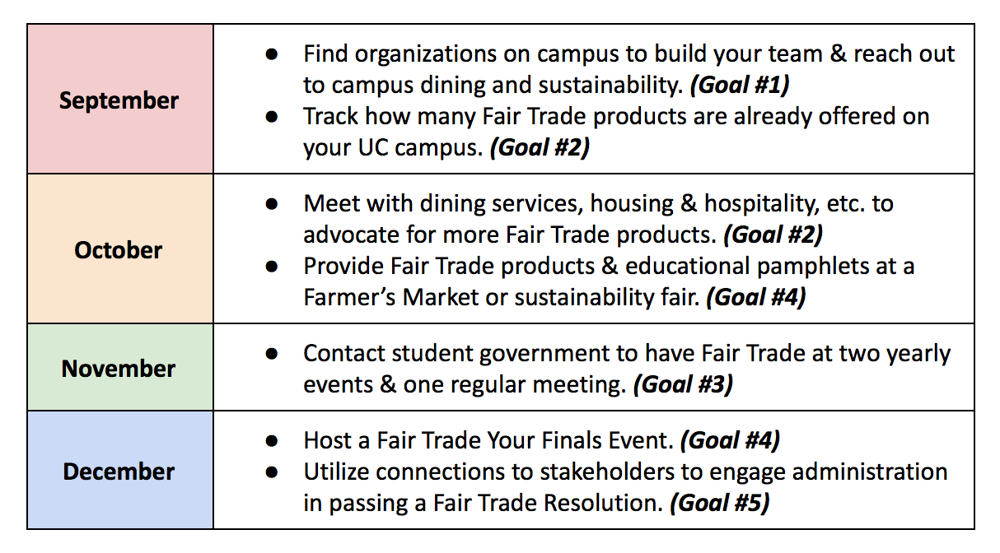 September
● Find organizations on campus to build your team & reach out
to campus dining and sustainability. (Goal #1)
● Track how many Fair Trade products are already offered on
your UC campus. (Goal #2)
October
● Meet with dining services, housing & hospitality, etc. to
advocate for more Fair Trade products. (Goal #2)
● Provide Fair Trade products & educational pamphlets at a
Farmer’s Market or sustainability fair. (Goal #4)
November
● Contact student government to have Fair Trade at two yearly
events & one regular meeting. (Goal #3)
December
● Host a Fair Trade Your Finals Event. (Goal #4)
● Utilize connections to stakeholders to engage administration
in passing a Fair Trade Resolution. (Goal #5)